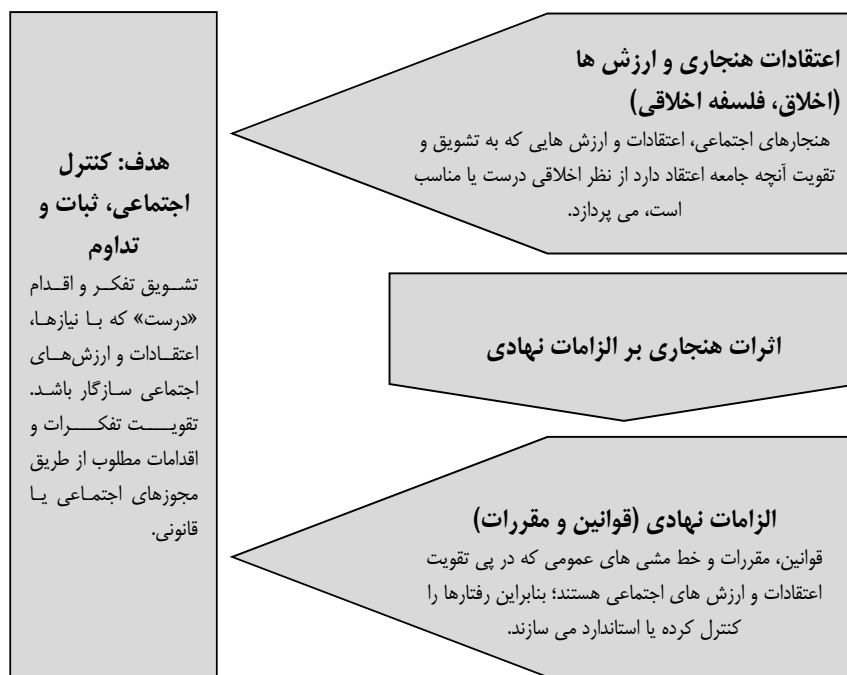 اعتقادات هنجاری و ارزش ها
(اخلاق، فلسفه اخلاقی)
هنجارهای اجتماعی، اعتقادات و ارزش هایی که به تشویق و
تقویت آنچه جامعه اعتقاد دارد از نظر اخلاقی درست یا مناسب
است، می پردازد.
اثرات هنجاری بر الزامات نهادی
الزامات نهادی (قوانین و مقررات)
قوانین، مقررات و خط مشی های عمومی که در پی تقویت
اعتقادات و ارزش های اجتماعی هستند؛ بنابراین رفتارها را
کنترل کرده یا استاندارد می سازند.
هدف: کنترل
اجتماعی، ثبات و
تداوم
تشویق تفکر و اقدام
«درست» که با نیازها،
اعتقادات و ارزش‌های
اجتماعی سازگار باشد.
تقویت تفکرات و
اقدامات مطلوب از طریق
مجوزهای اجتماعی یا
قانونی.